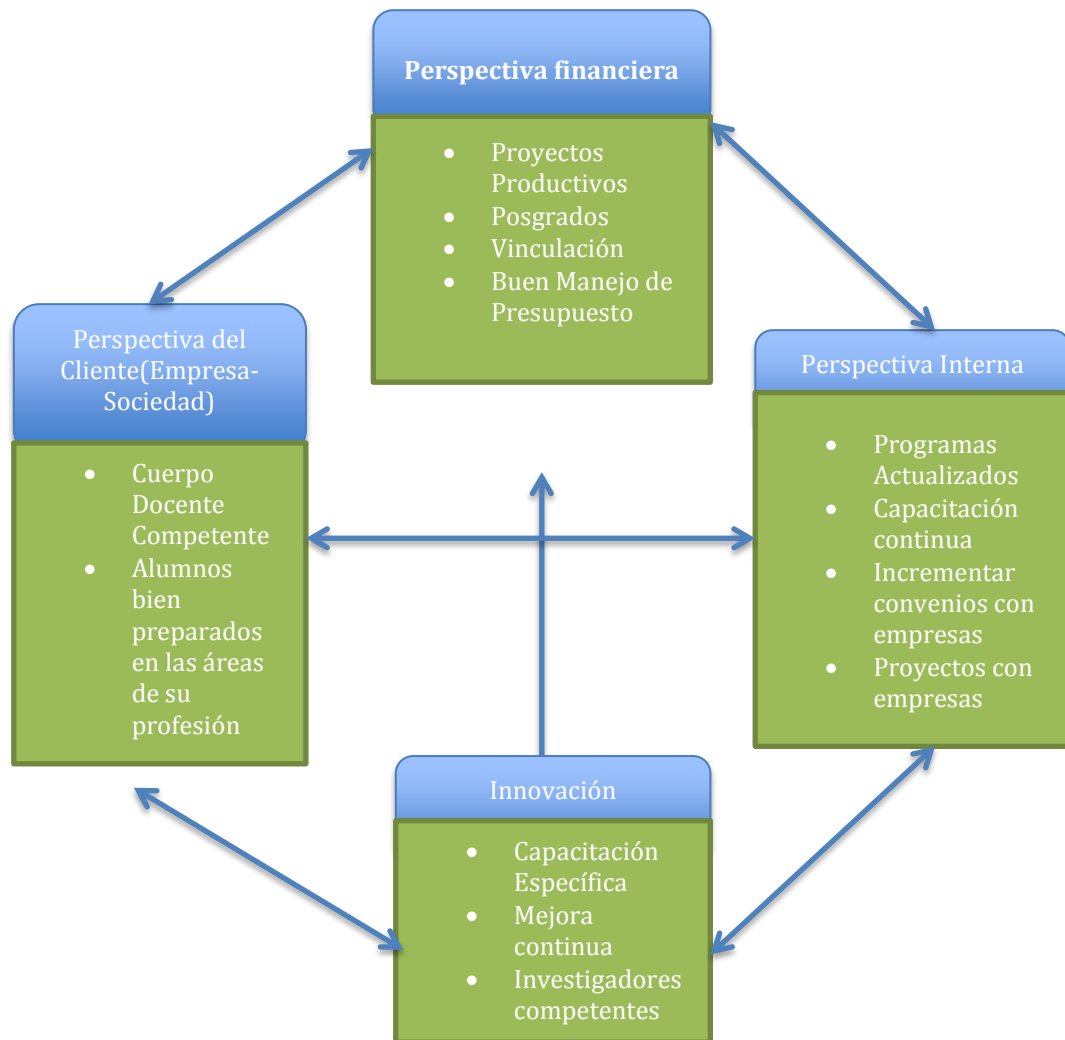 Perspectiva financiera
• Proyectos
Productivos
• Posgrados
• Vinculación
• Buen Manejo de
Presupuesto
Perspectiva del
Cliente(Empresa-
Sociedad)
• Cuerpo
Docente
Competente
• Alumnos
bien
preparados
en las áreas
de su
profesión
Perspectiva Interna
• Programas
Actualizados
• Capacitación
continua
• Incrementar
convenios con
empresas
• Proyectos con
empresas
Innovación
• Capacitación
Específica
• Mejora
continua
• Investigadores
competentes